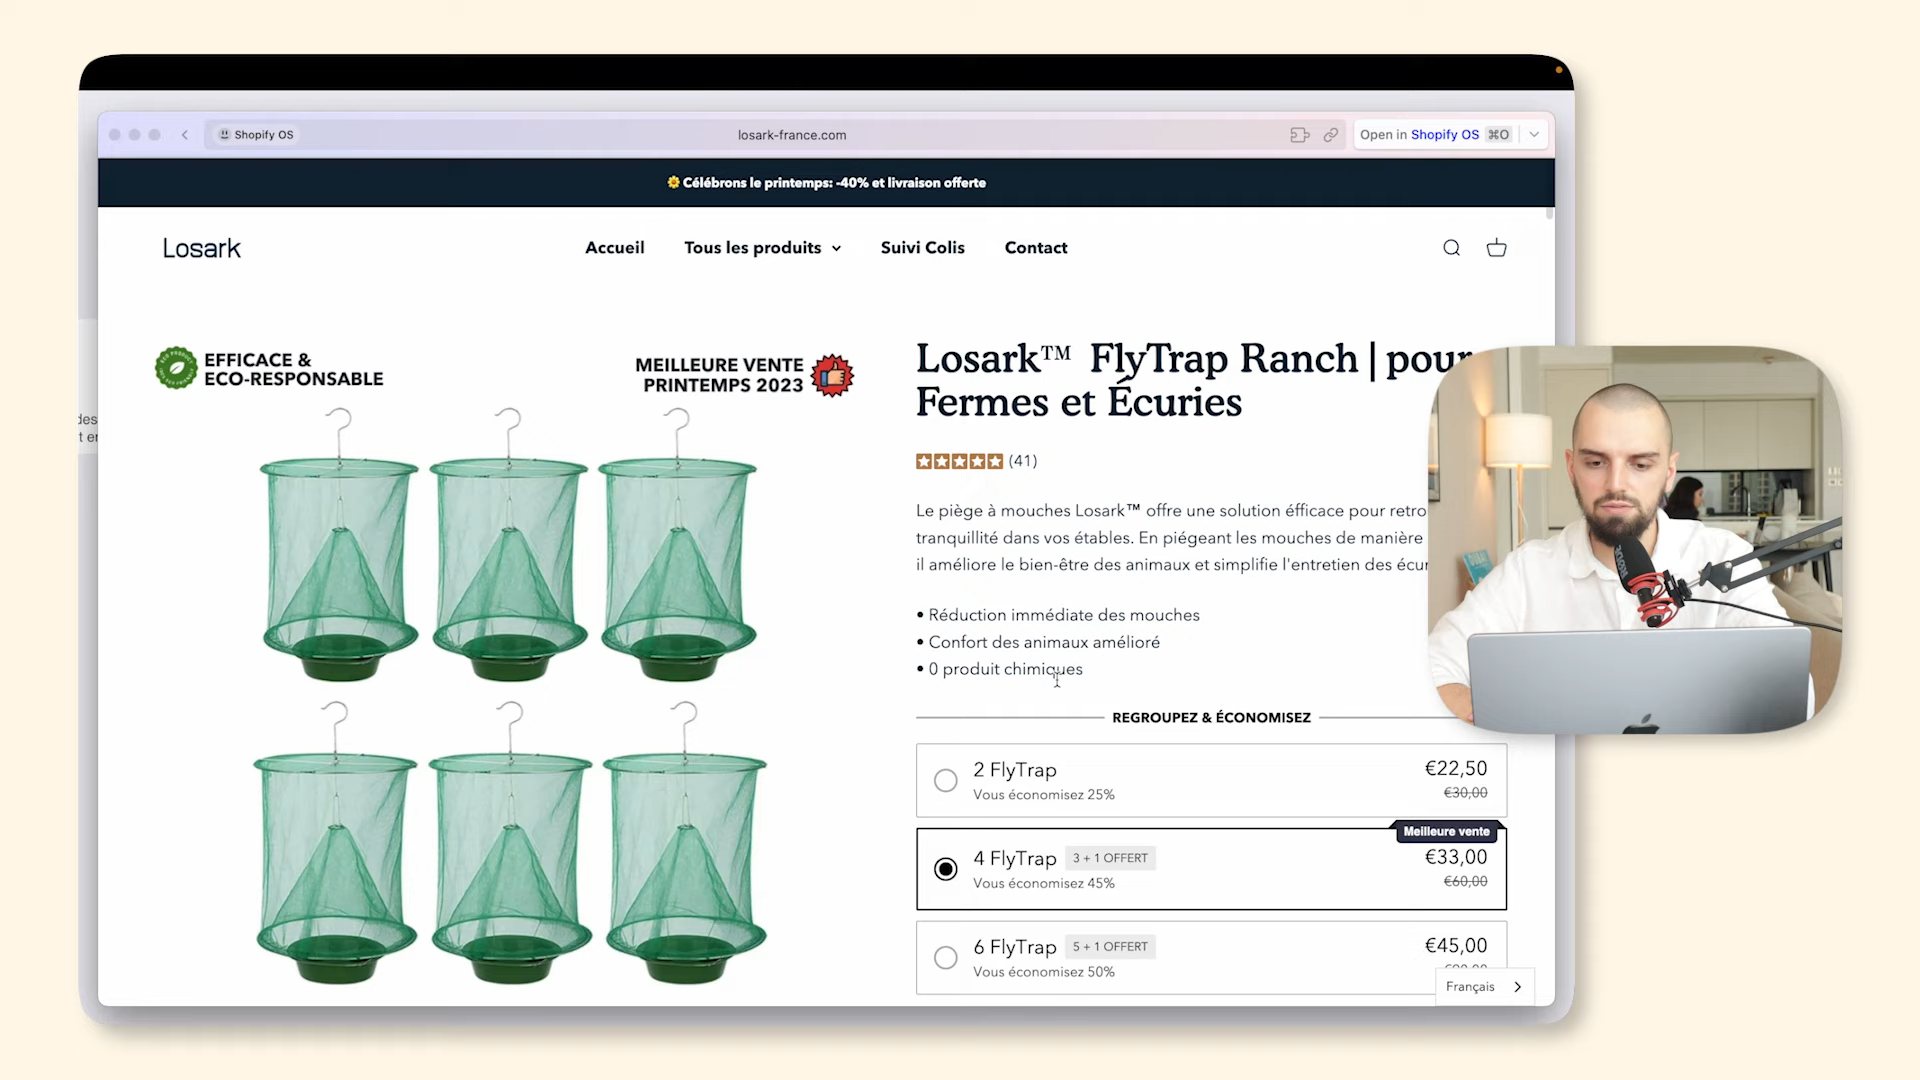 Shopify OS
losark-france.com
Open in Shopify OS ⌘O
🌼 Célébrons le printemps: -40% et livraison offerte
Losark
Accueil
Tous les produits
Suivi Colis
Contact
EFFICACE &
ECO-RESPONSABLE
MEILLEURE VENTE
PRINTEMPS 2023
Losark™ FlyTrap Ranch | pour
Fermes et Écuries
(41)
Le piège à mouches Losark™ offre une solution éfficace pour retro
tranquillité dans vos étables. En piégeant les mouches de manière
il améliore le bien-être des animaux et simplifie l'entretien des écur
• Réduction immédiate des mouches
• Confort des animaux amélioré
• 0 produit chimiques
REGROUPEZ & ÉCONOMISEZ
2 FlyTrap
€22,50
Vous économisez 25%
€30,00
Meilleure vente
4 FlyTrap 3 + 1 OFFERT
€33,00
Vous économisez 45%
€60,00
6 FlyTrap 5 + 1 OFFERT
€45,00
Vous économisez 50%
Français
des
t er
RODE